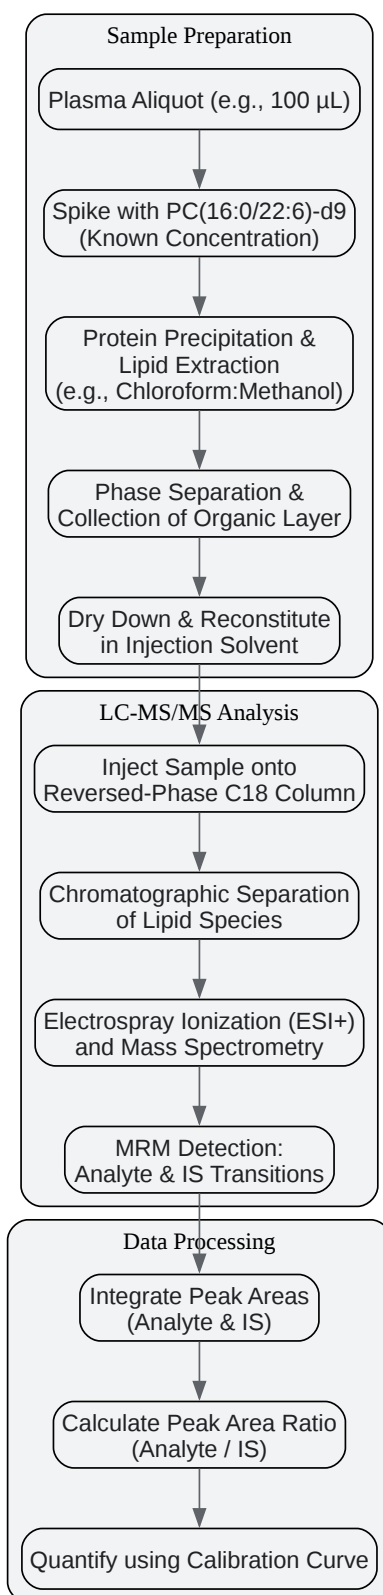 Sample Preparation
Plasma Aliquot (e.g., 100 µL)
Spike with PC(16:0/22:6)-d9
(Known Concentration)
Protein Precipitation &
Lipid Extraction
(e.g., Chloroform:Methanol)
Phase Separation &
Collection of Organic Layer
Dry Down & Reconstitute
in Injection Solvent
LC-MS/MS Analysis
Inject Sample onto
Reversed-Phase C18 Column
Chromatographic Separation
of Lipid Species
Electrospray Ionization (ESI+)
and Mass Spectrometry
MRM Detection:
Analyte & IS Transitions
Data Processing
Integrate Peak Areas
(Analyte & IS)
Calculate Peak Area Ratio
(Analyte / IS)
Quantify using Calibration Curve